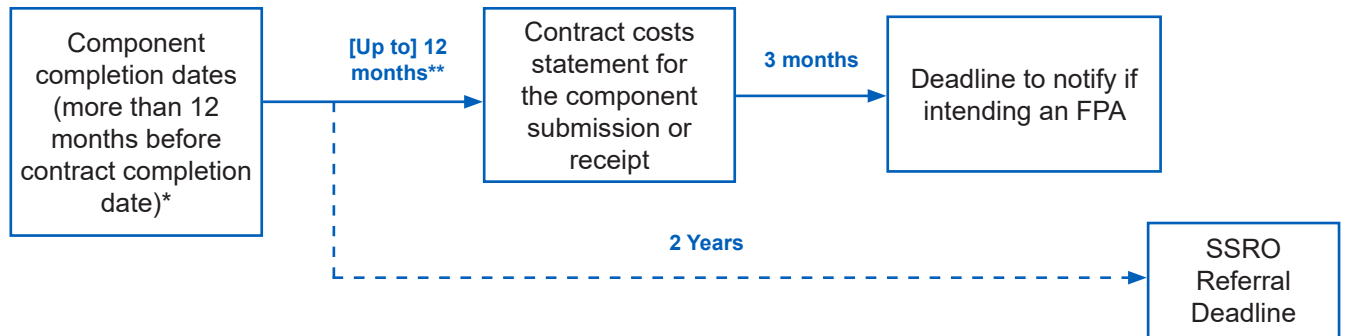 Component
completion dates
(more than 12
months before
contract completion
date)*
[Up to] 12
months**
Contract costs
statement for
the component
submission or
receipt
3 months
Deadline to notify if
intending an FPA
2 Years
SSRO
Referral
Deadline